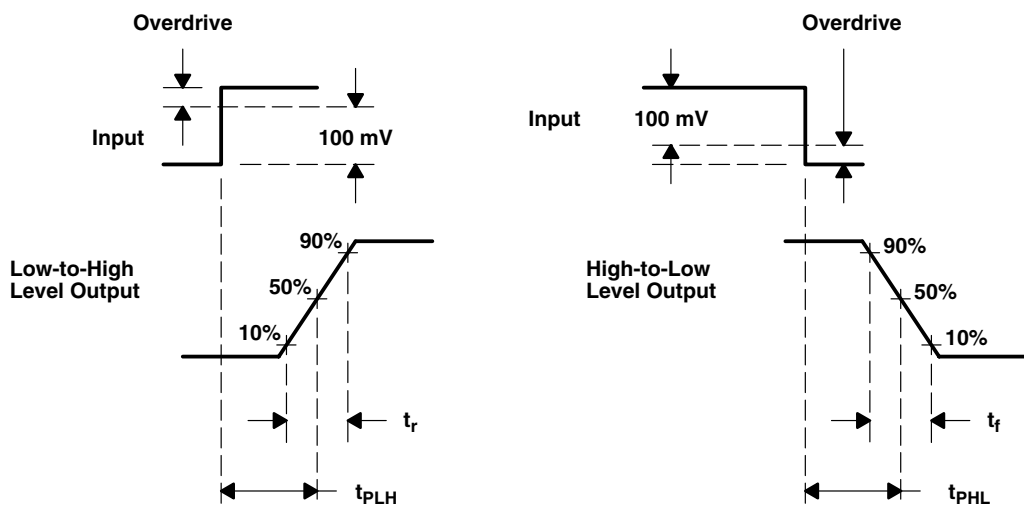 Overdrive
Input
100 mV
Low-to-High
Level Output
90%
50%
10%
tr
tPLH
Overdrive
Input
100 mV
High-to-Low
Level Output
90%
50%
10%
tf
tPHL